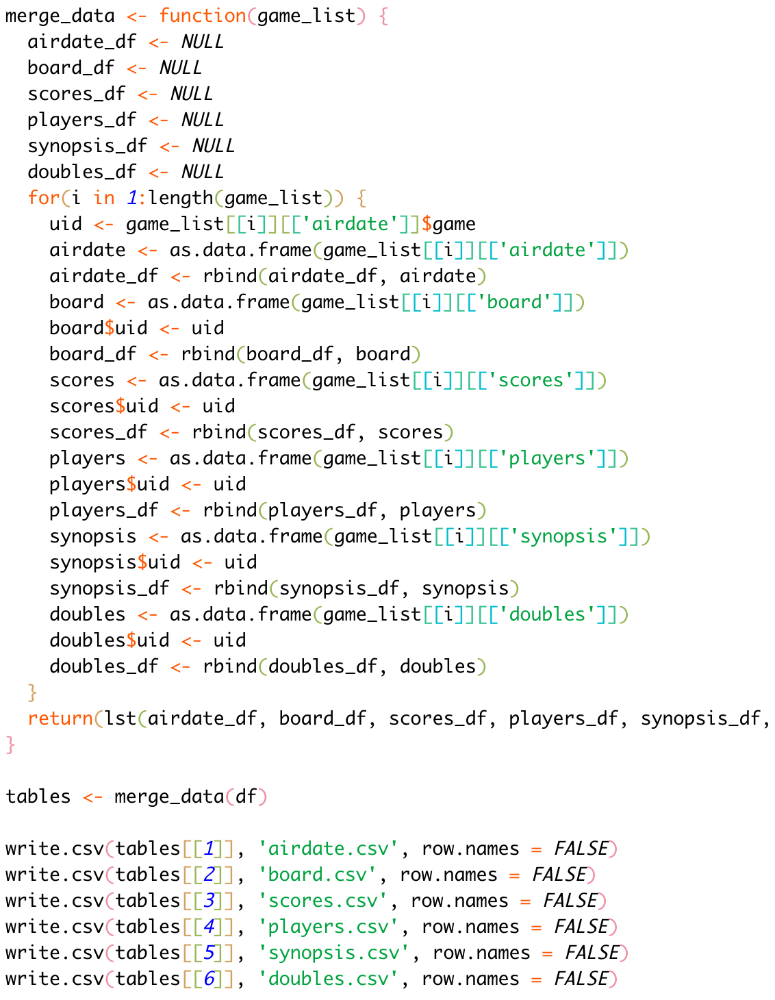 merge_data <- function(game_list) {
  airdate_df <- NULL
  board_df <- NULL
  scores_df <- NULL
  players_df <- NULL
  synopsis_df <- NULL
  doubles_df <- NULL
  for(i in 1:length(game_list)) {
    uid <- game_list[[i]][['airdate']]$game
    airdate <- as.data.frame(game_list[[i]][['airdate']])
    airdate_df <- rbind(airdate_df, airdate)
    board <- as.data.frame(game_list[[i]][['board']])
    board$uid <- uid
    board_df <- rbind(board_df, board)
    scores <- as.data.frame(game_list[[i]][['scores']])
    scores$uid <- uid
    scores_df <- rbind(scores_df, scores)
    players <- as.data.frame(game_list[[i]][['players']])
    players$uid <- uid
    players_df <- rbind(players_df, players)
    synopsis <- as.data.frame(game_list[[i]][['synopsis']])
    synopsis$uid <- uid
    synopsis_df <- rbind(synopsis_df, synopsis)
    doubles <- as.data.frame(game_list[[i]][['doubles']])
    doubles$uid <- uid
    doubles_df <- rbind(doubles_df, doubles)
  }
  return(lst(airdate_df, board_df, scores_df, players_df, synopsis_df,
}

tables <- merge_data(df)

write.csv(tables[[1]], 'airdate.csv', row.names = FALSE)
write.csv(tables[[2]], 'board.csv', row.names = FALSE)
write.csv(tables[[3]], 'scores.csv', row.names = FALSE)
write.csv(tables[[4]], 'players.csv', row.names = FALSE)
write.csv(tables[[5]], 'synopsis.csv', row.names = FALSE)
write.csv(tables[[6]], 'doubles.csv', row.names = FALSE)